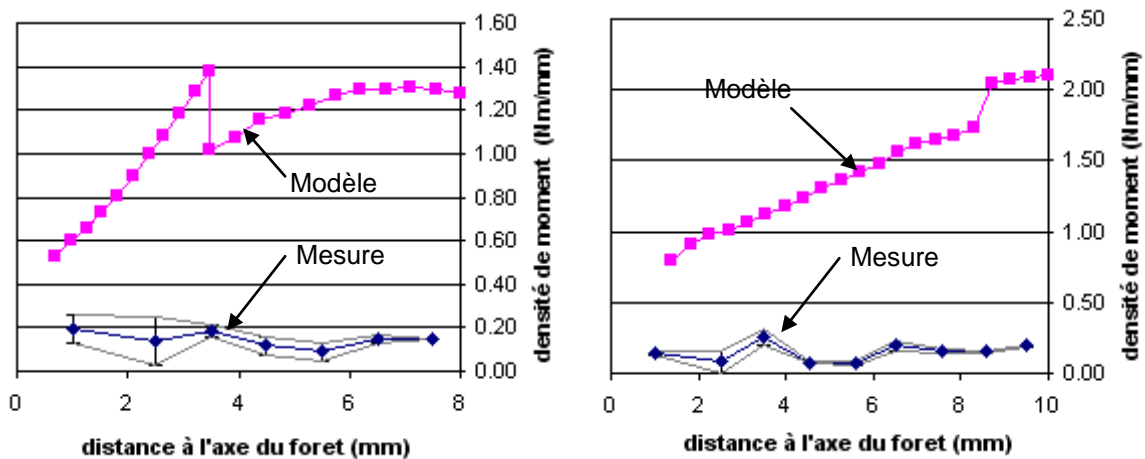 1.60
1.40
1.20
1.00
0.80
0.60
0.40
0.20
0.00
densité de moment (Nm/mm)
Modèle
Mesure
0 2 4 6 8
distance à l'axe du foret (mm)
2.50
2.00
1.50
1.00
0.50
0.00
densité de moment (Nm/mm)
Modèle
Mesure
0 2 4 6 8 10
distance à l'axe du foret (mm)